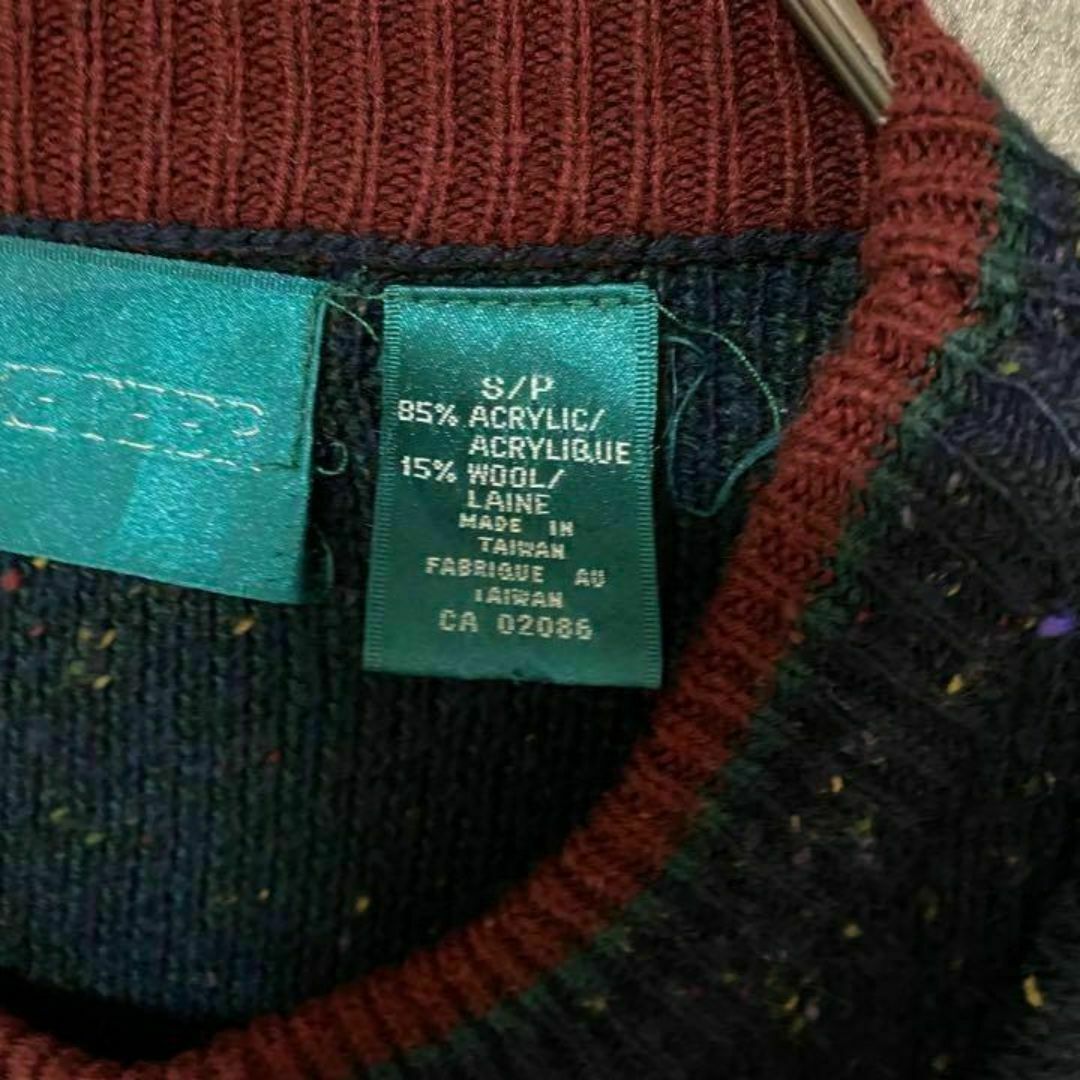 S/P
85% ACRYLIC/
ACRYLIQUE
15% WOOL/
LAINE
MADE IN
TAIWAN
FABRIQUE AU
TAIWAN
CA 02086